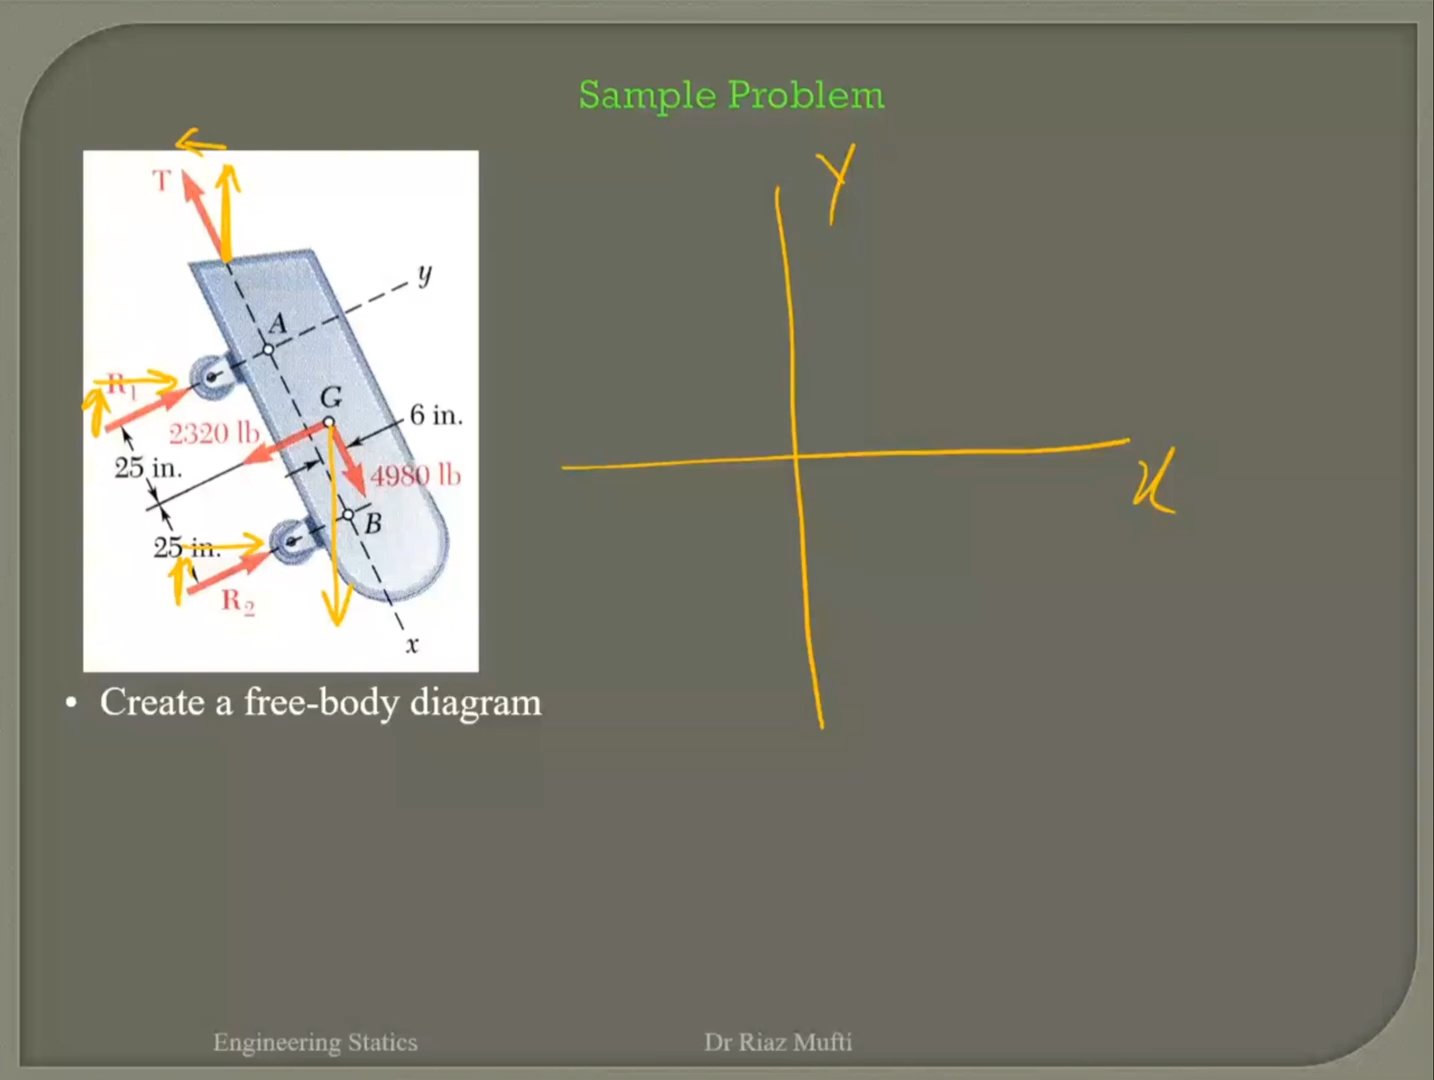 Sample Problem
Y
T
y
A
R₁
G
6 in.
2320 lb
25 in.
4980 lb
B
25 in.
R₂
x
x
• Create a free-body diagram
Engineering Statics
Dr Riaz Mufti